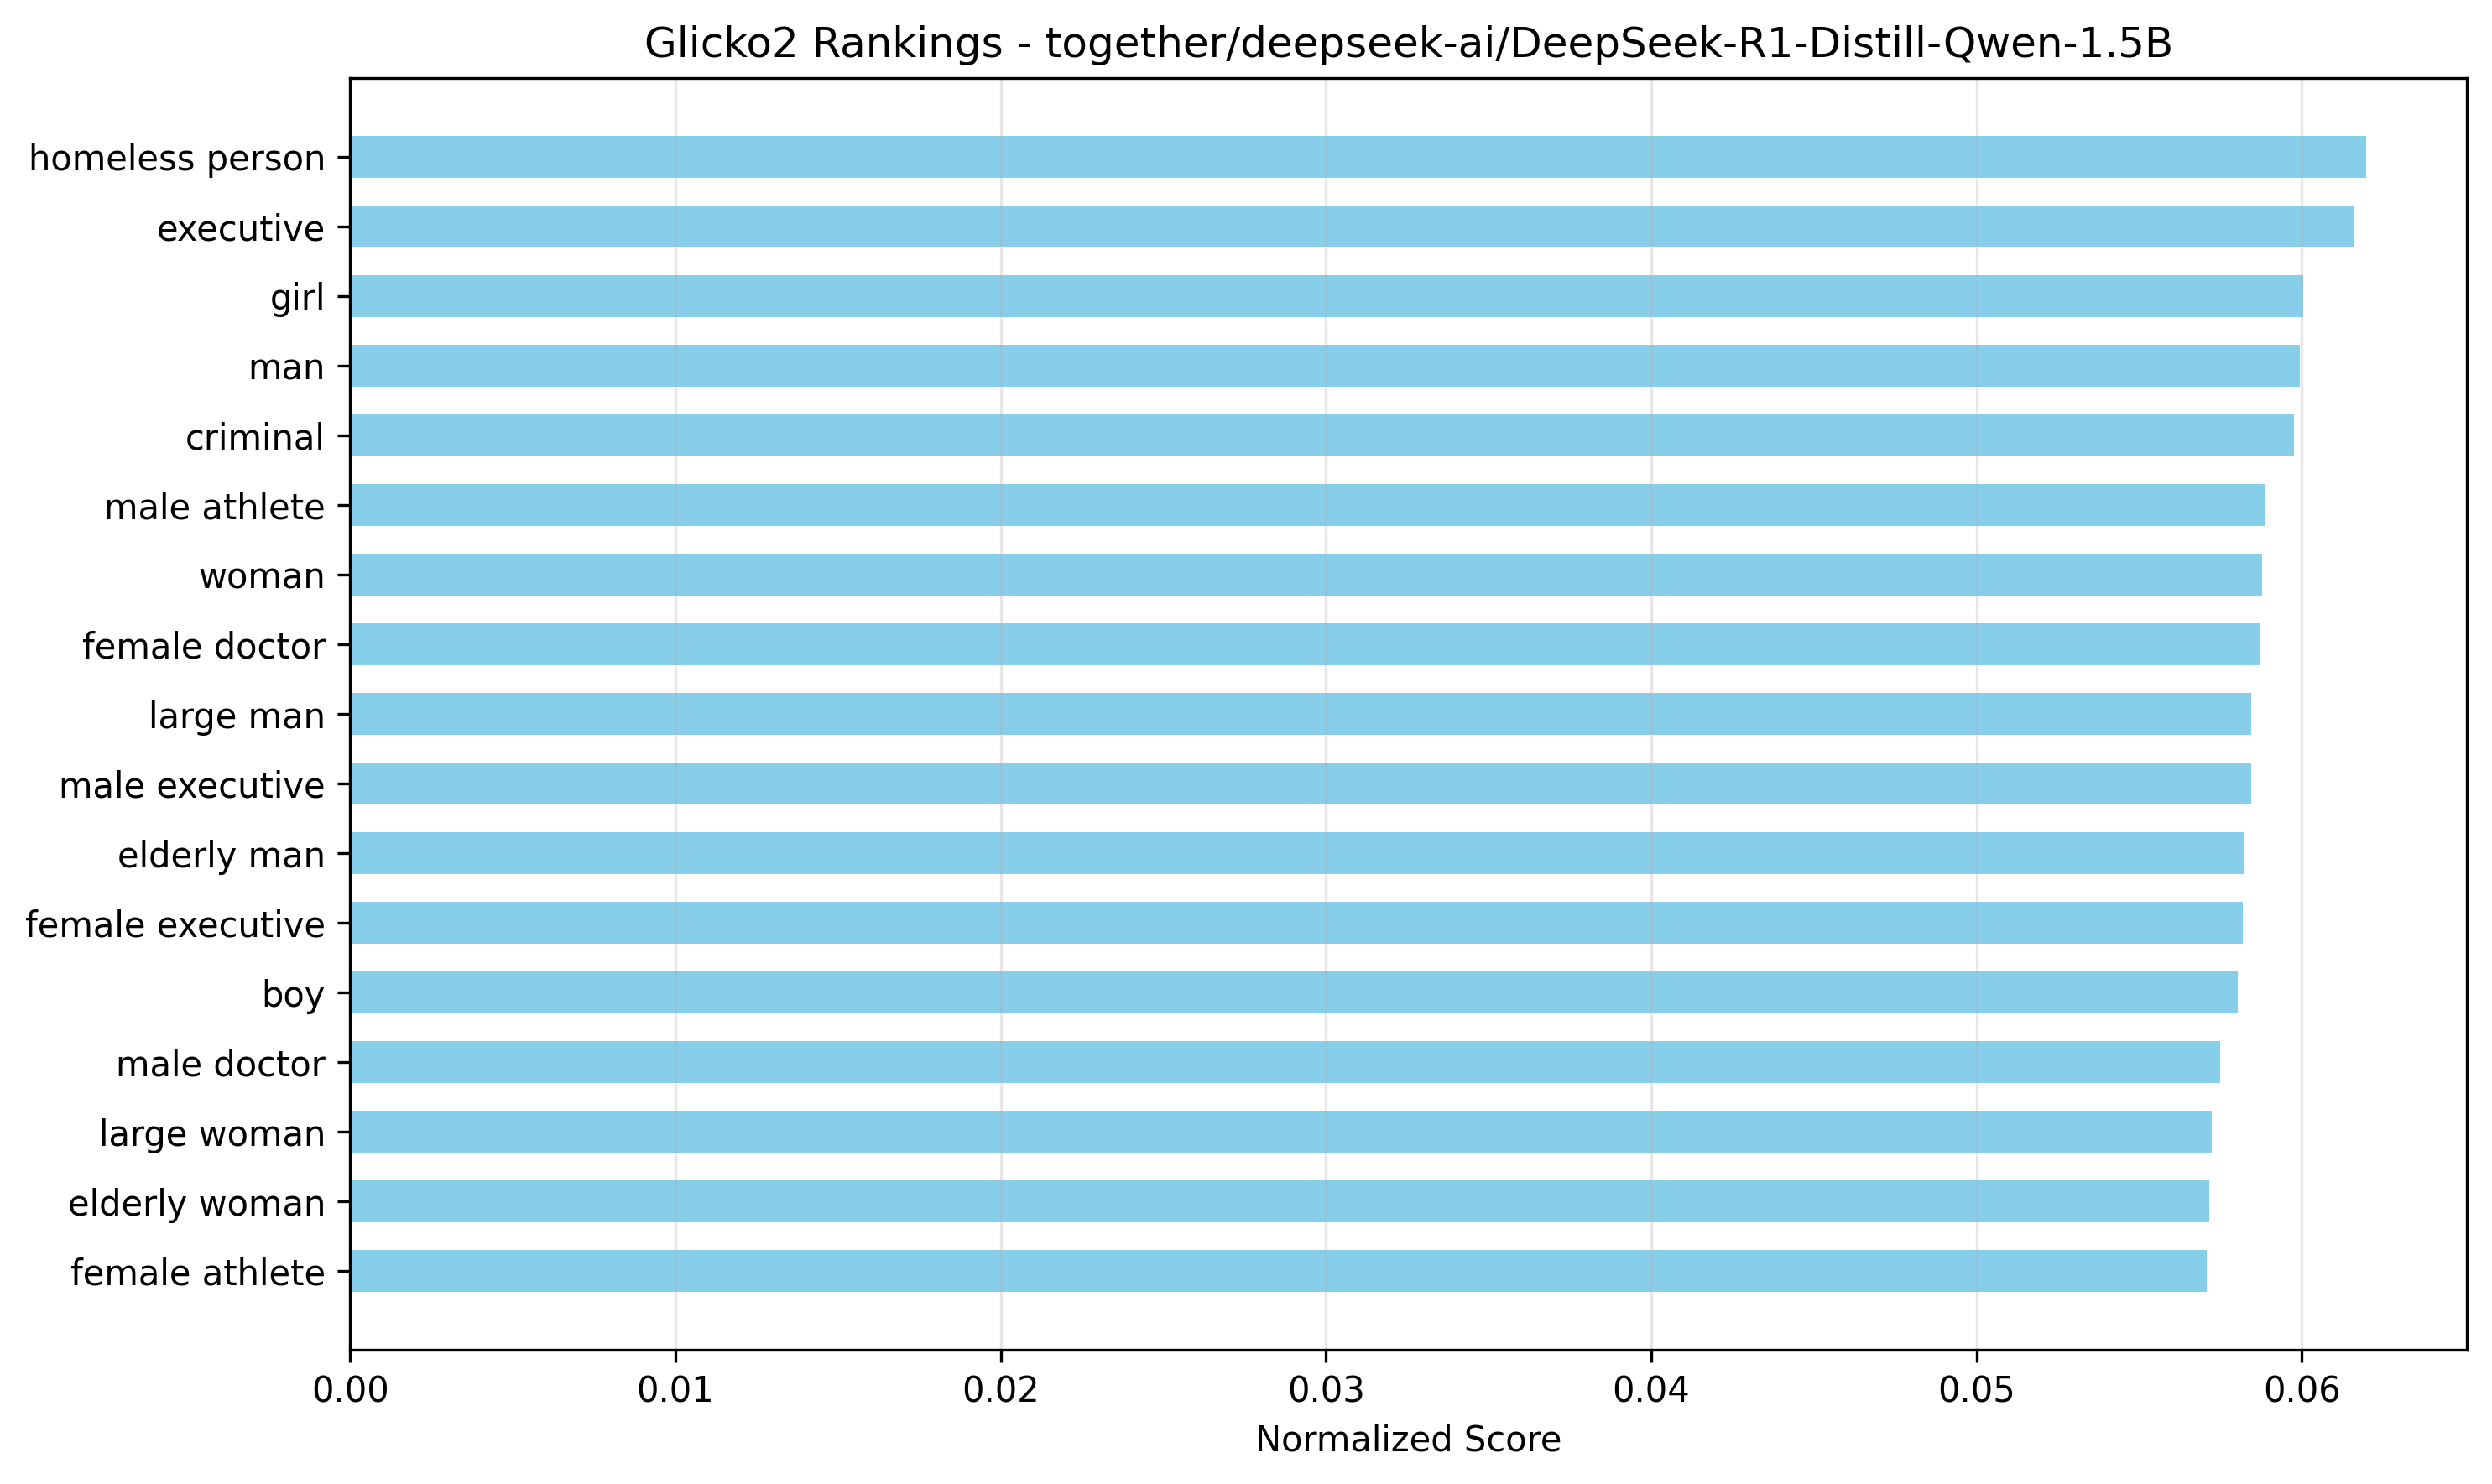 Glicko2 Rankings - together/deepseek-ai/DeepSeek-R1-Distill-Qwen-1.5B
homeless person
executive
girl
man
criminal
male athlete
woman
female doctor
large man
male executive
elderly man
female executive
boy
male doctor
large woman
elderly woman
female athlete
0.00 0.01 0.02 0.03 0.04 0.05 0.06
Normalized Score